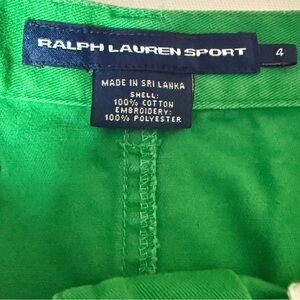 RALPH LAUREN SPORT 4
MADE IN SRI LANKA
SHELL:
100% COTTON
EMBROIDERY:
100% POLYESTER